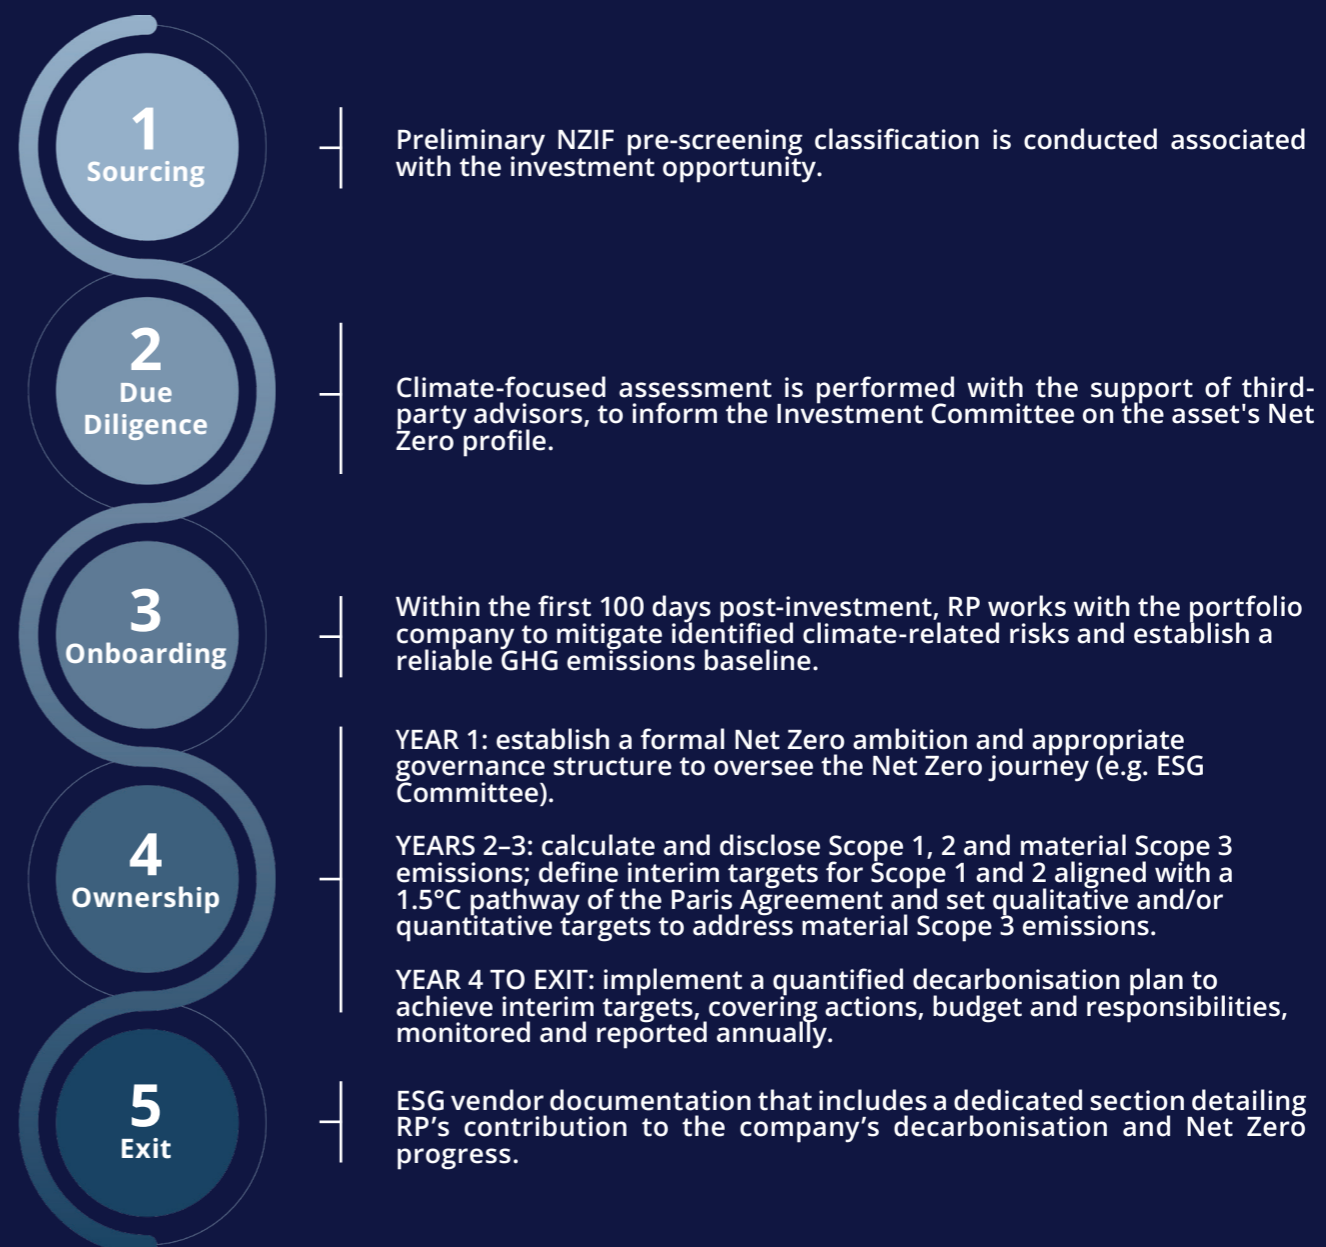 1
Sourcing
Preliminary NZIF pre-screening classification is conducted associated
with the investment opportunity.
2
Due
Diligence
Climate-focused assessment is performed with the support of third-
party advisors, to inform the Investment Committee on the asset's Net
Zero profile.
3
Onboarding
Within the first 100 days post-investment, RP works with the portfolio
company to mitigate identified climate-related risks and establish a
reliable GHG emissions baseline.
4
Ownership
YEAR 1: establish a formal Net Zero ambition and appropriate
governance structure to oversee the Net Zero journey (e.g. ESG
Committee).
YEARS 2–3: calculate and disclose Scope 1, 2 and material Scope 3
emissions; define interim targets for Scope 1 and 2 aligned with a
1.5°C pathway of the Paris Agreement and set qualitative and/or
quantitative targets to address material Scope 3 emissions.
YEAR 4 TO EXIT: implement a quantified decarbonisation plan to
achieve interim targets, covering actions, budget and responsibilities,
monitored and reported annually.
5
Exit
ESG vendor documentation that includes a dedicated section detailing
RP’s contribution to the company’s decarbonisation and Net Zero
progress.